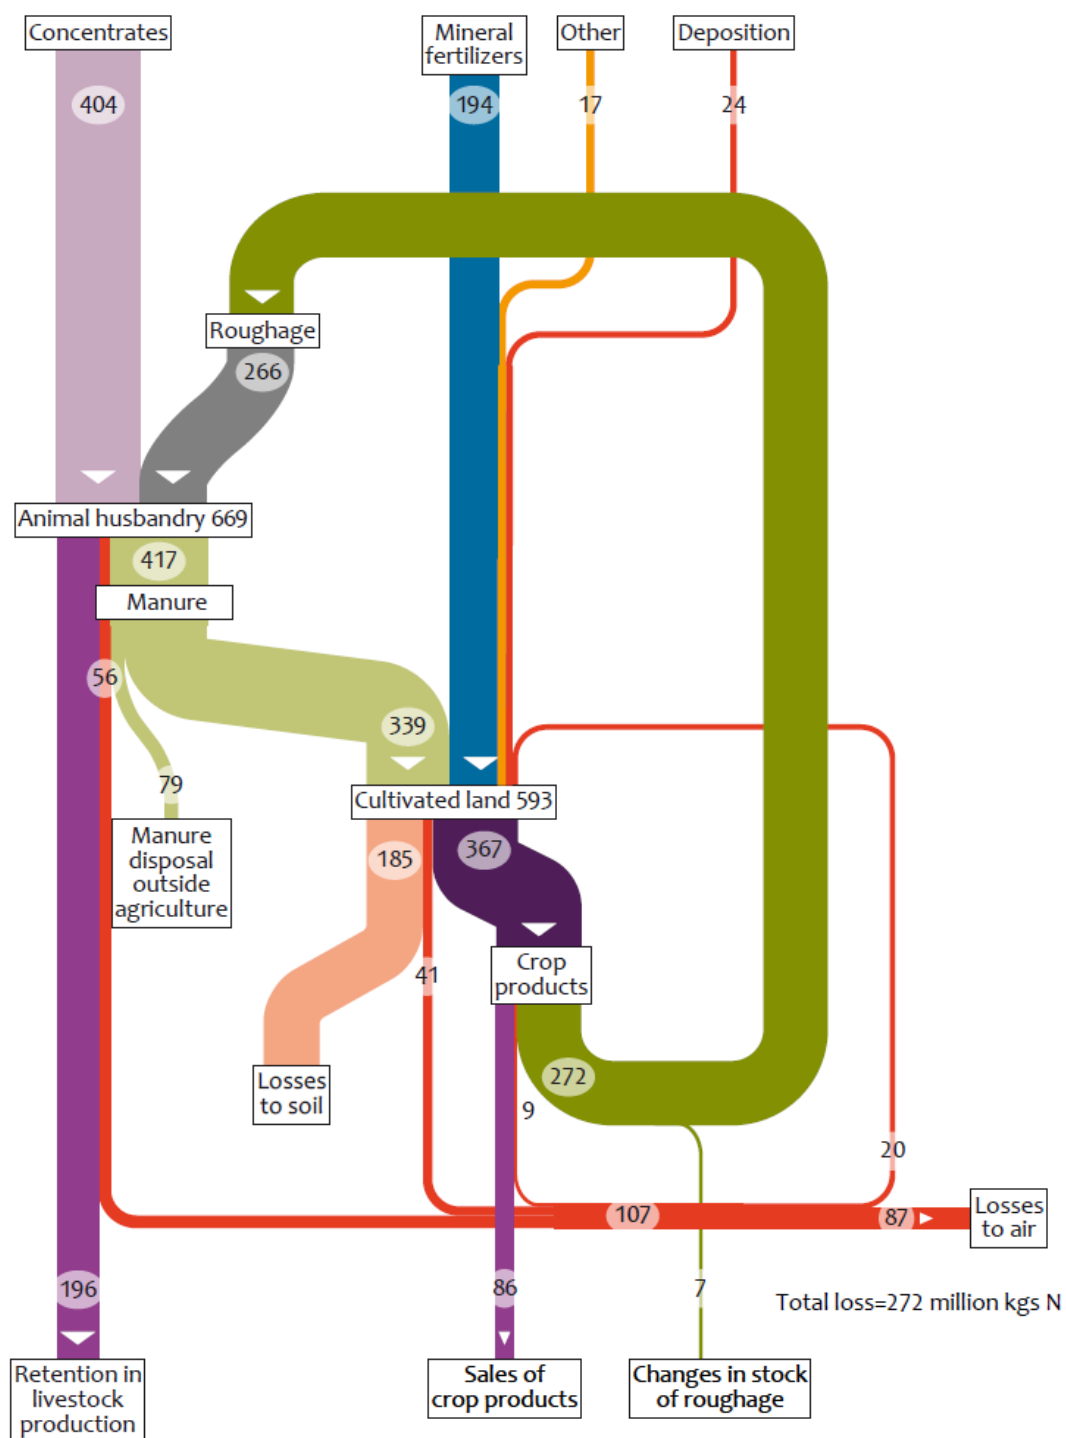 Concentrates
Mineral
fertilizers
Other
Deposition
404
194
17
24
Roughage
266
Animal husbandry 669
417
Manure
56
339
79
Cultivated land 593
Manure
disposal
outside
agriculture
185
367
41
Crop
products
Losses
to soil
272
9
20
107
87
Losses
to air
196
86
7
Total loss=272 million kgs N
Retention in
livestock
production
Sales of
crop products
Changes in stock
of roughage